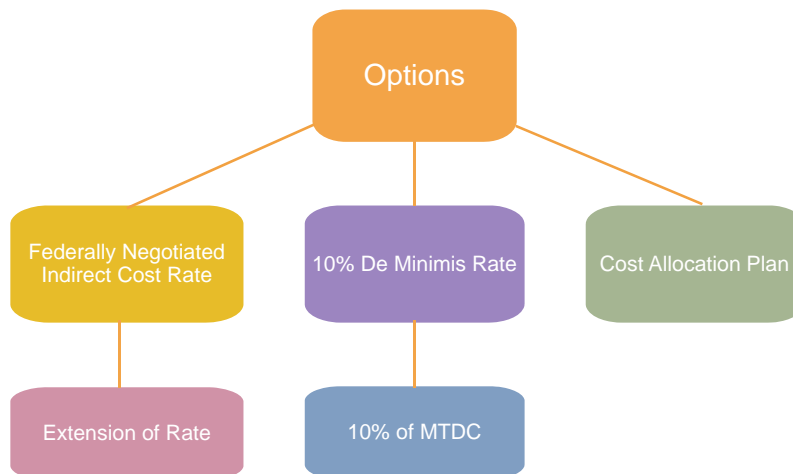 Options
Federally Negotiated
Indirect Cost Rate
10% De Minimis Rate
Cost Allocation Plan
Extension of Rate
10% of MTDC